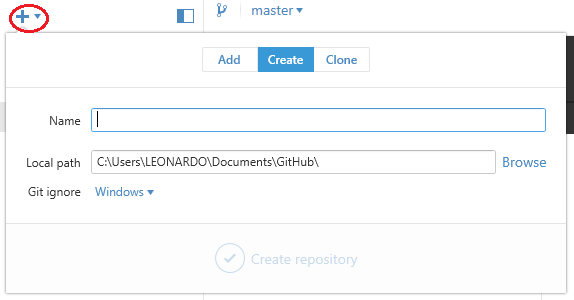 master
Add Create Clone
Name
Local path C:\Users\LEONARDO\Documents\GitHub\ Browse
Git ignore Windows
Create repository